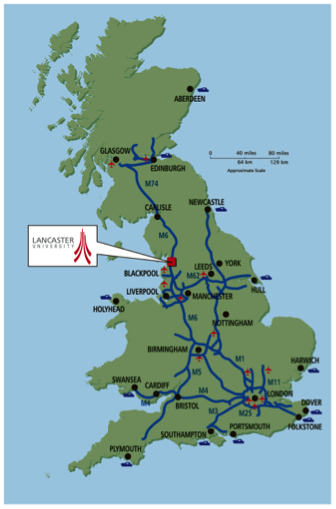 ABERDEEN
GLASGOW
EDINBURGH
0 40 miles 80 miles
64 km 129 km
Approximate Scale
M74
CARLISLE
NEWCASTLE
M6
LANCASTER
UNIVERSITY
BLACKPOOL
LEEDS
YORK
M62
HULL
LIVERPOOL
MANCHESTER
HOLYHEAD
M6
NOTTINGHAM
BIRMINGHAM
M1
HARWICH
M5
M11
SWANSEA
CARDIFF
M4
LONDON
M4
BRISTOL
DOVER
M3
M25
FOLKSTONE
SOUTHAMPTON
PORTSMOUTH
PLYMOUTH